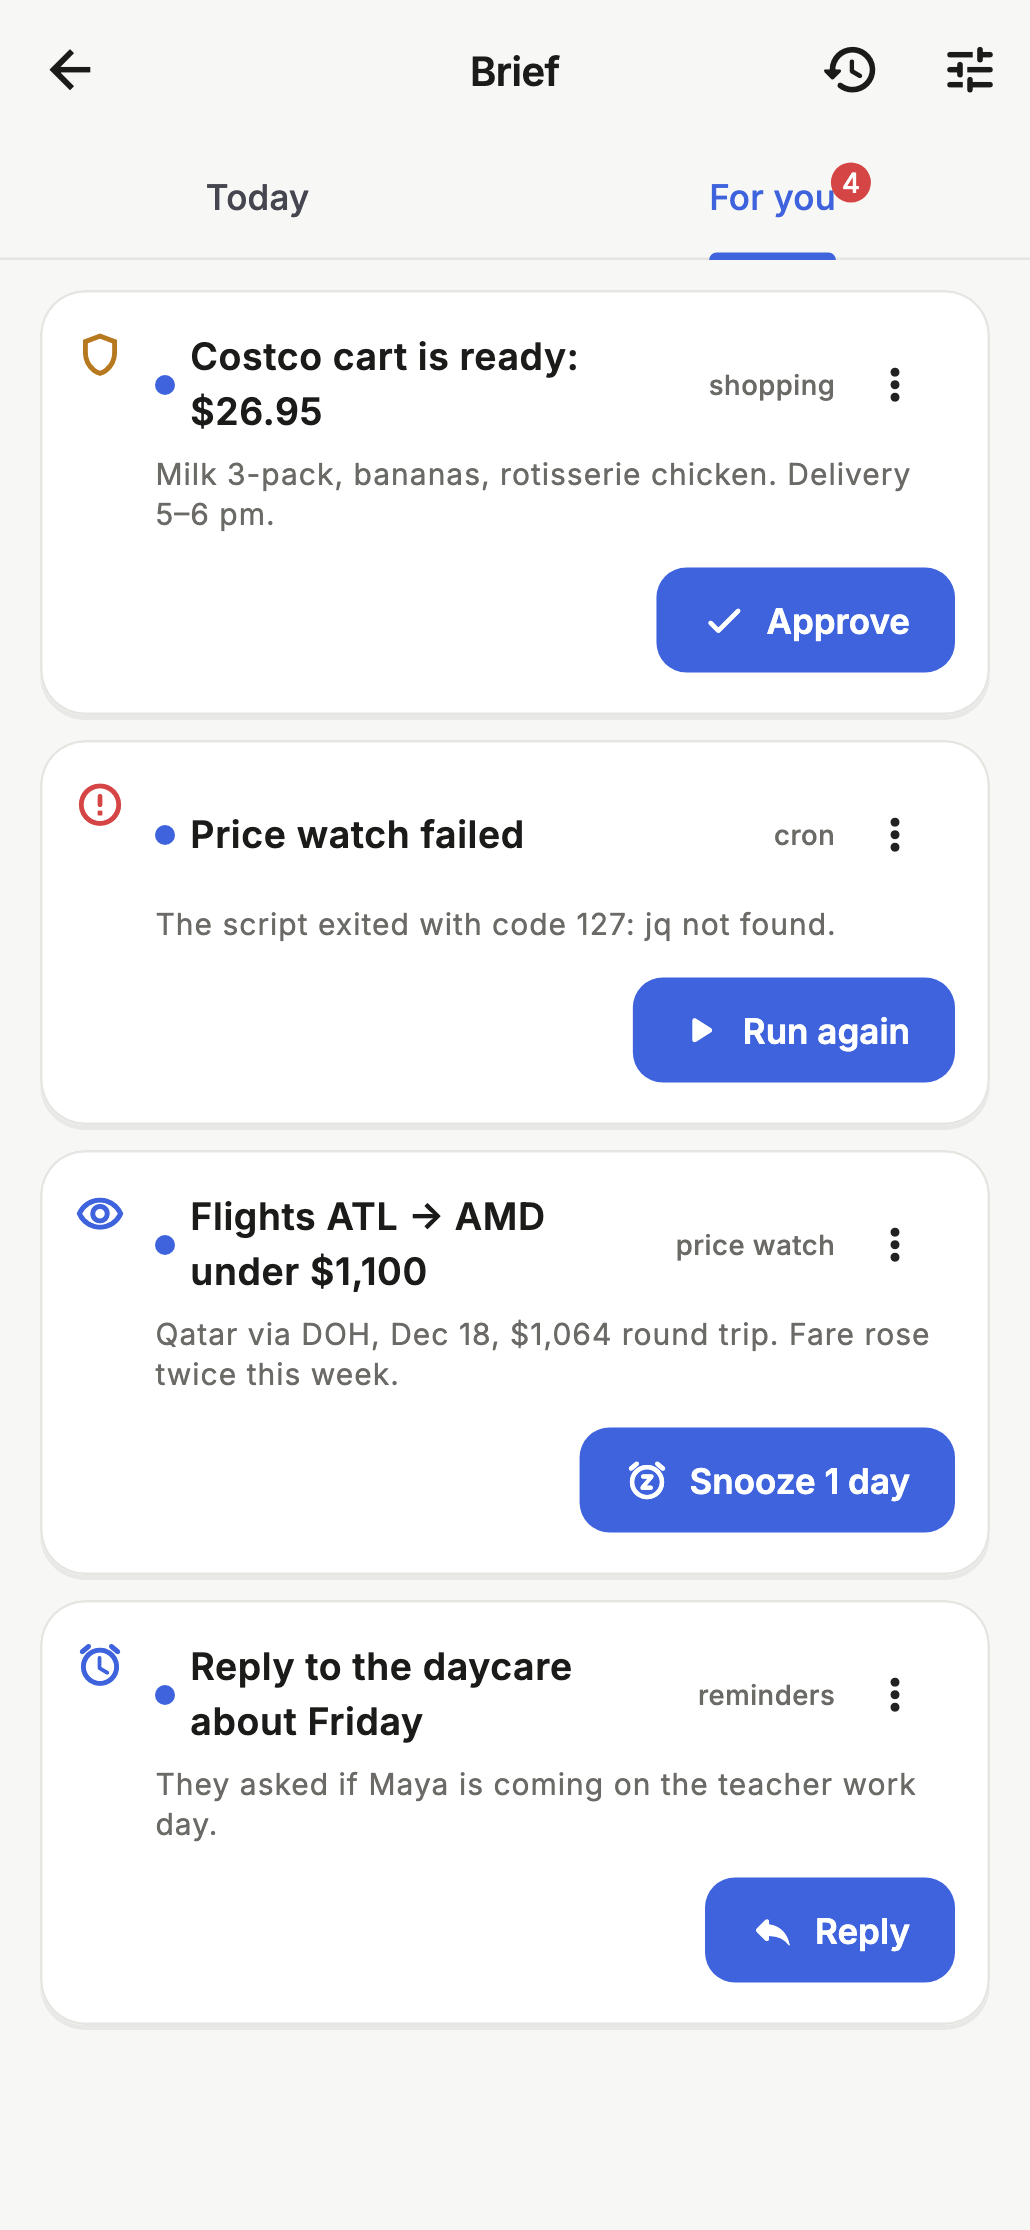 Brief
Today
For you
4
Costco cart is ready:
$26.95
shopping
Milk 3-pack, bananas, rotisserie chicken. Delivery
5–6 pm.
Approve
Price watch failed
cron
The script exited with code 127: jq not found.
Run again
Flights ATL → AMD
under $1,100
price watch
Qatar via DOH, Dec 18, $1,064 round trip. Fare rose
twice this week.
Snooze 1 day
Reply to the daycare
about Friday
reminders
They asked if Maya is coming on the teacher work
day.
Reply